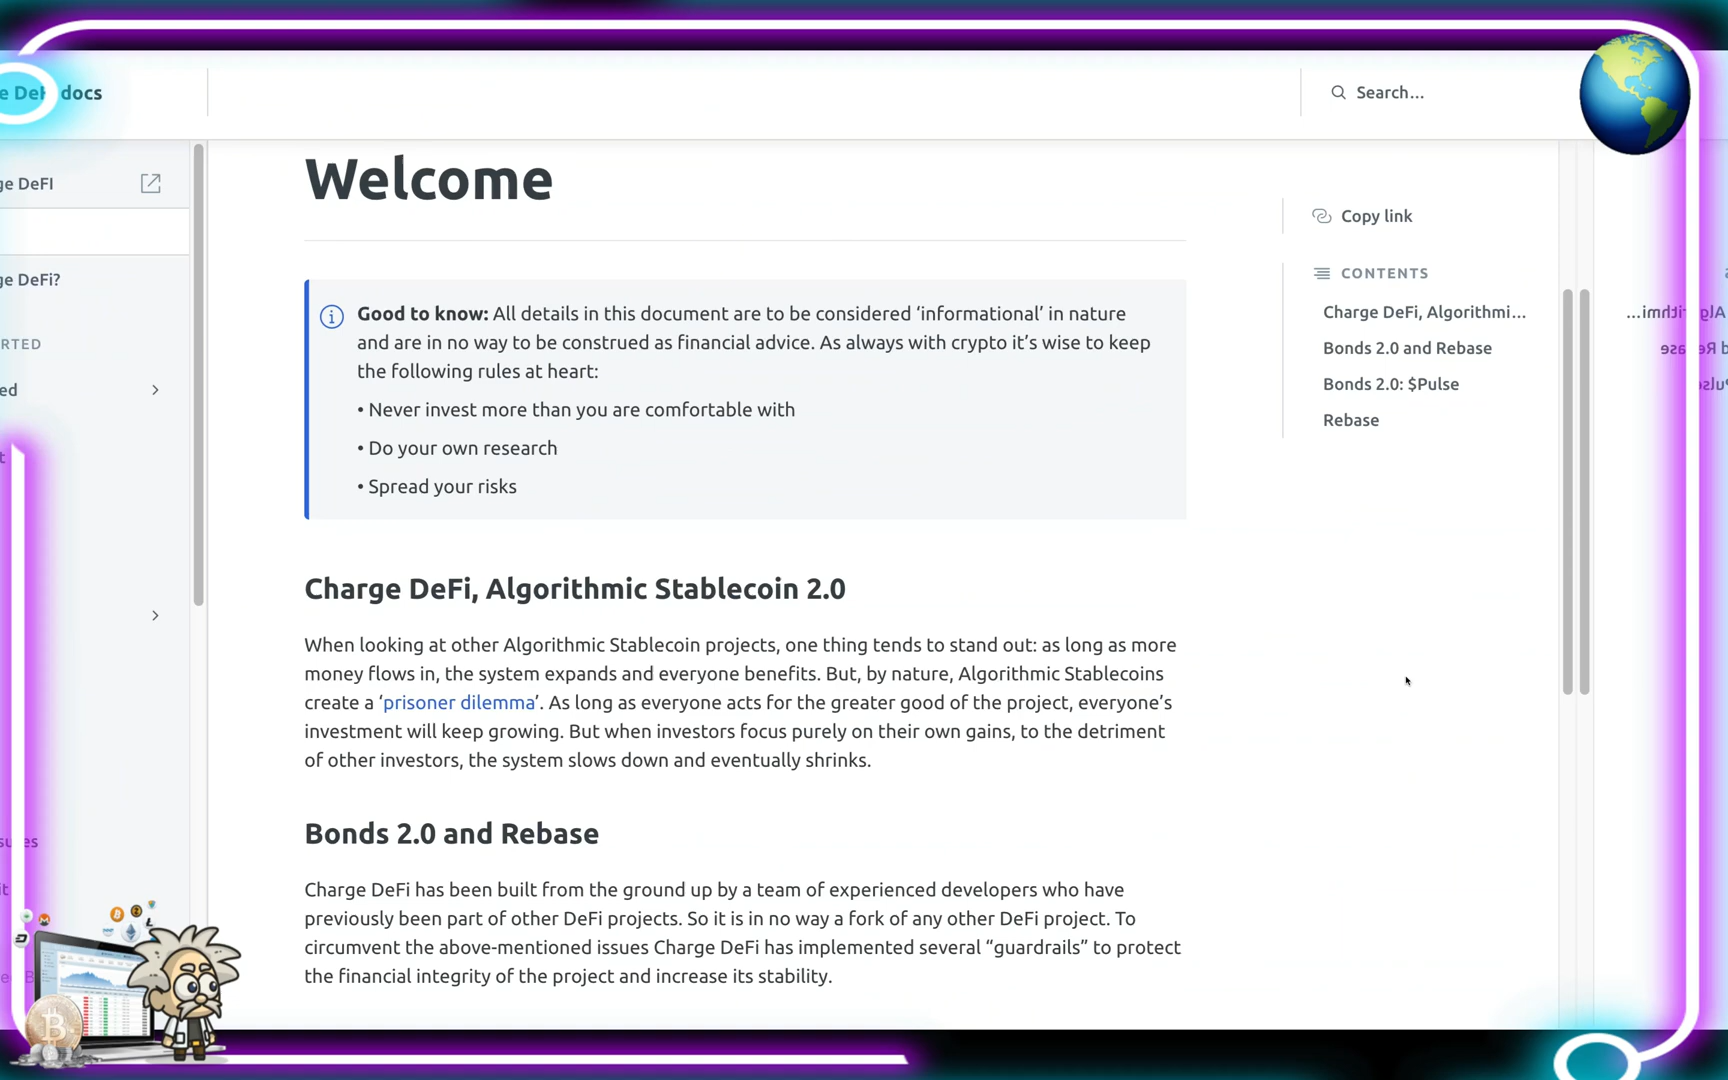 e DeFi docs
Search...
ge DeFI
Welcome
Copy link
ge DeFi?
CONTENTS
Good to know: All details in this document are to be considered ‘informational’ in nature
and are in no way to be construed as financial advice. As always with crypto it’s wise to keep
the following rules at heart:
Charge DeFi, Algorithmi...
RTED
Bonds 2.0 and Rebase
ed
Bonds 2.0: $Pulse
• Never invest more than you are comfortable with
Rebase
• Do your own research
• Spread your risks
Charge DeFi, Algorithmic Stablecoin 2.0
When looking at other Algorithmic Stablecoin projects, one thing tends to stand out: as long as more
money flows in, the system expands and everyone benefits. But, by nature, Algorithmic Stablecoins
create a ‘prisoner dilemma’. As long as everyone acts for the greater good of the project, everyone’s
investment will keep growing. But when investors focus purely on their own gains, to the detriment
of other investors, the system slows down and eventually shrinks.
Bonds 2.0 and Rebase
Charge DeFi has been built from the ground up by a team of experienced developers who have
previously been part of other DeFi projects. So it is in no way a fork of any other DeFi project. To
circumvent the above-mentioned issues Charge DeFi has implemented several “guardrails” to protect
the financial integrity of the project and increase its stability.